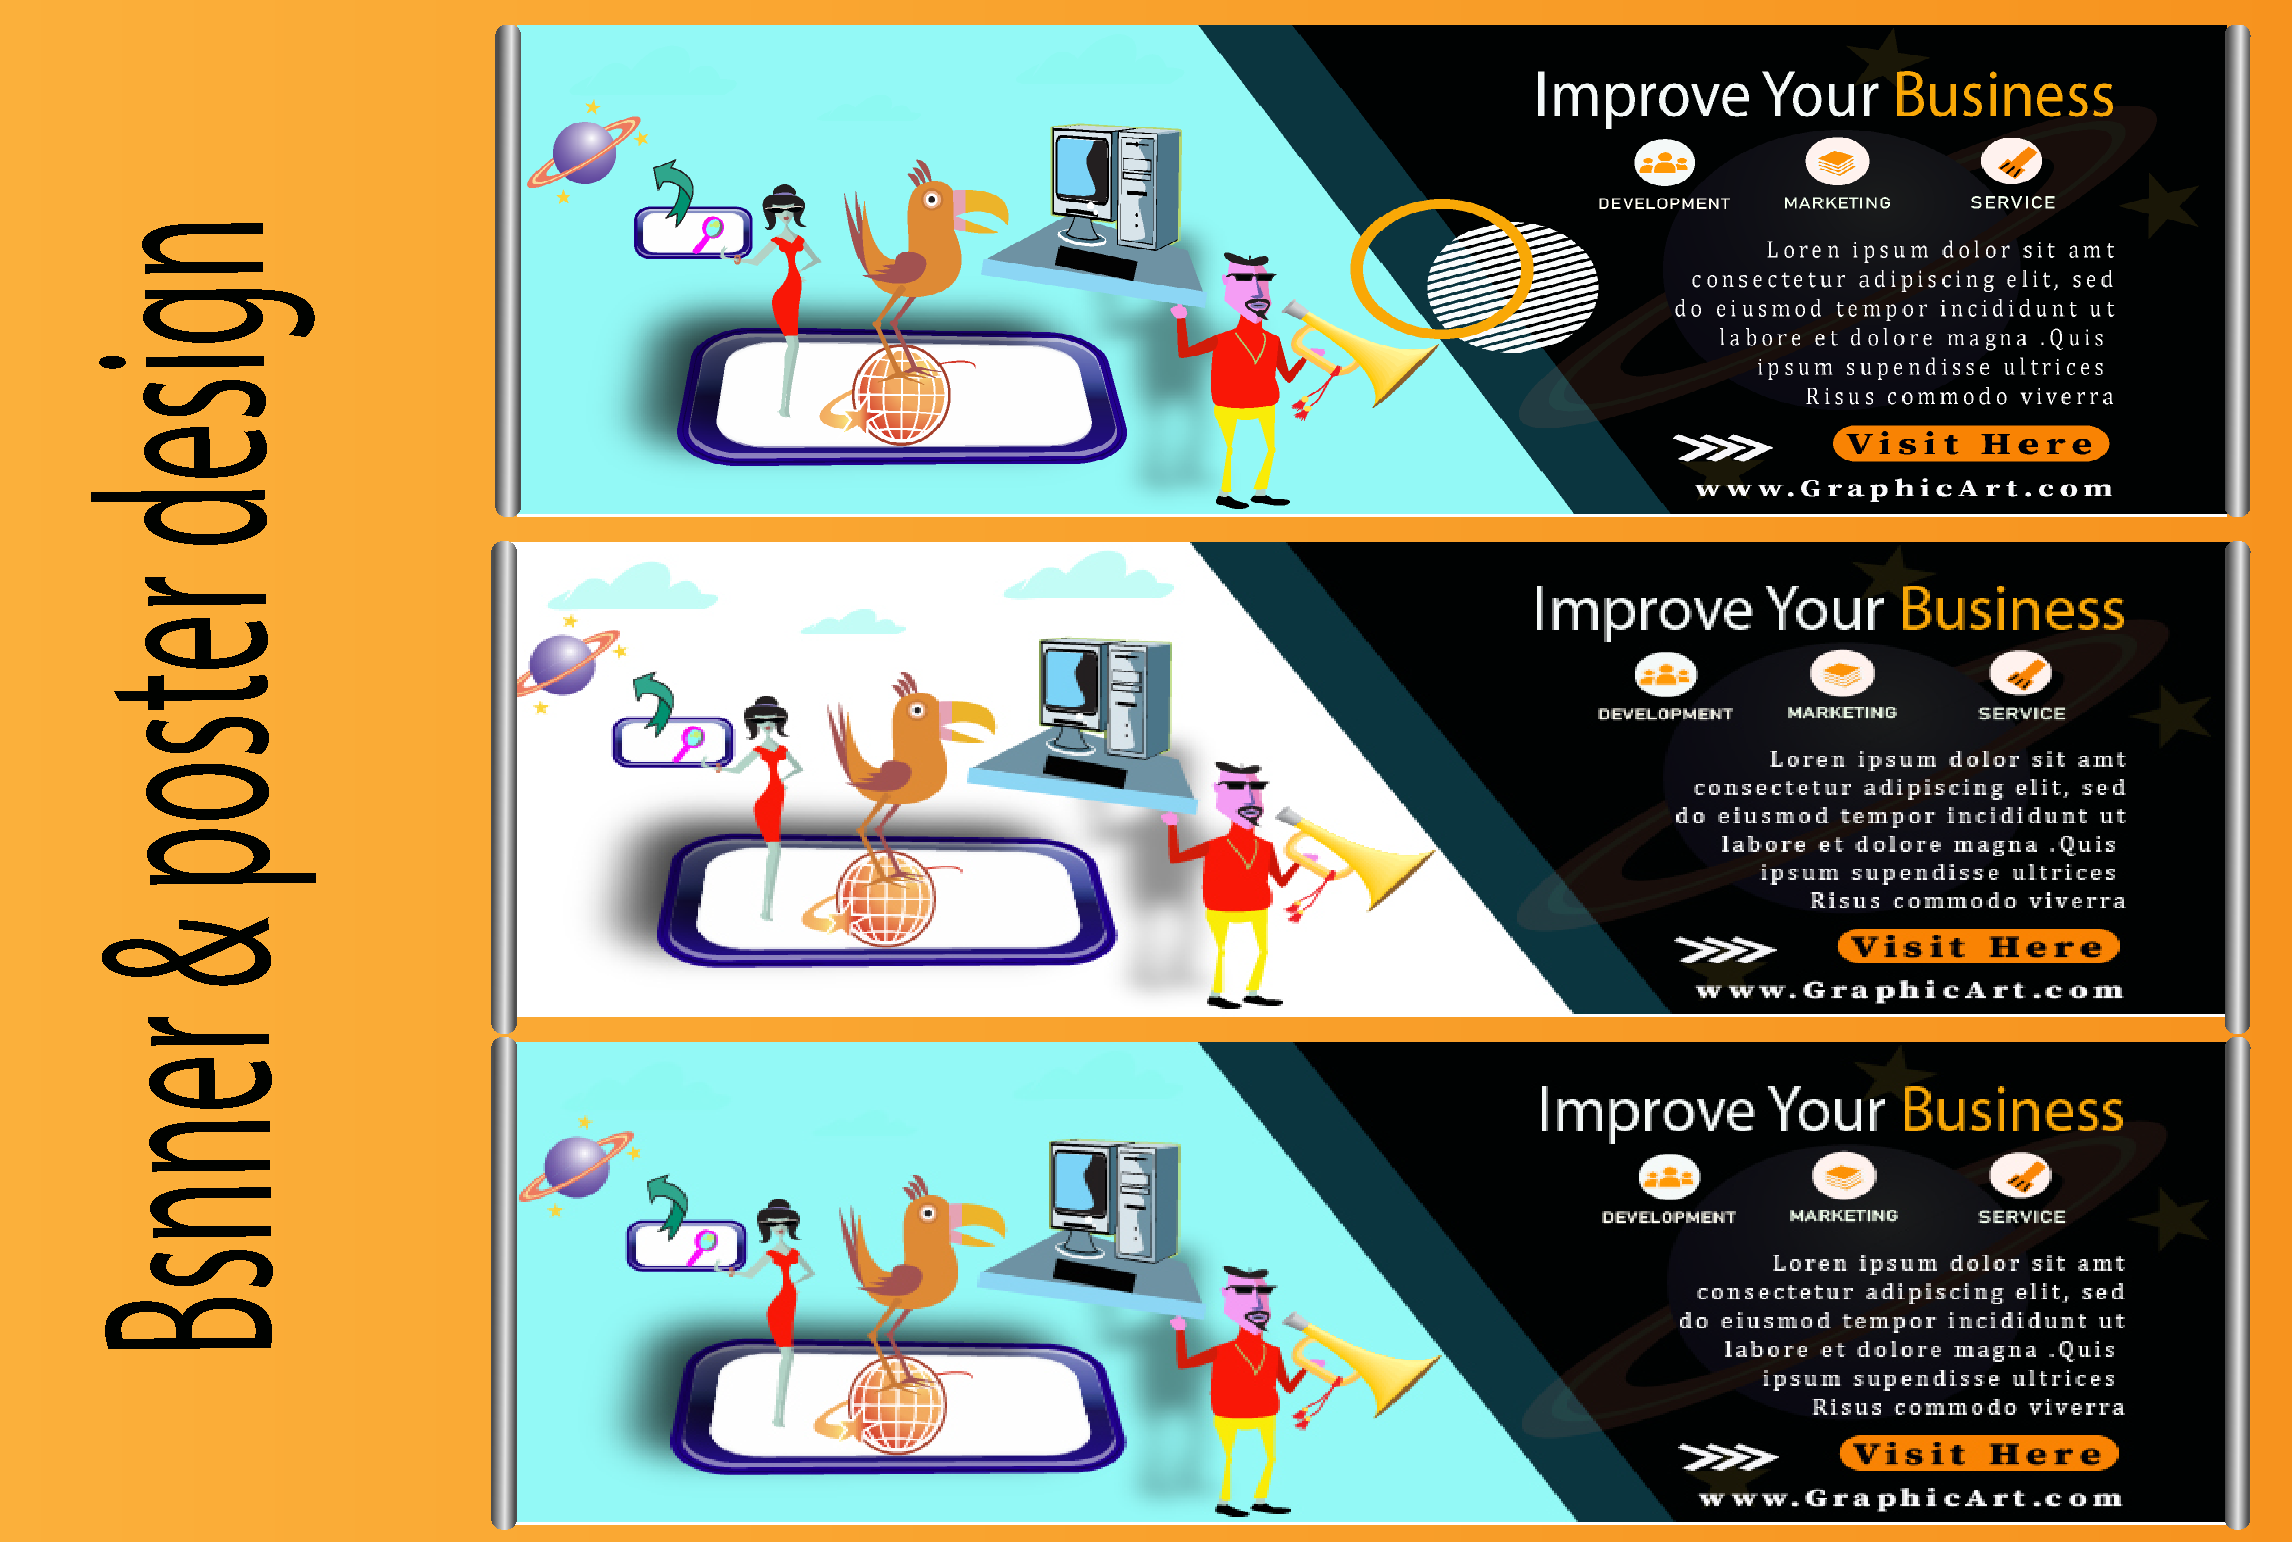 Bsnner & poster design
Improve Your Business
DEVELOPMENT MARKETING SERVICE
Loren ipsum dolor sit amt
consectetur adipiscing elit, sed
do eiusmod tempor incididunt ut
labore et dolore magna .Quis
ipsum supendisse ultrices
Risus commodo viverra
Visit Here
www.GraphicArt.com
Improve Your Business
DEVELOPMENT MARKETING SERVICE
Loren ipsum dolor sit amt
consectetur adipiscing elit, sed
do eiusmod tempor incididunt ut
labore et dolore magna .Quis
ipsum supendisse ultrices
Risus commodo viverra
Visit Here
www.GraphicArt.com
Improve Your Business
DEVELOPMENT MARKETING SERVICE
Loren ipsum dolor sit amt
consectetur adipiscing elit, sed
do eiusmod tempor incididunt ut
labore et dolore magna .Quis
ipsum supendisse ultrices
Risus commodo viverra
Visit Here
www.GraphicArt.com